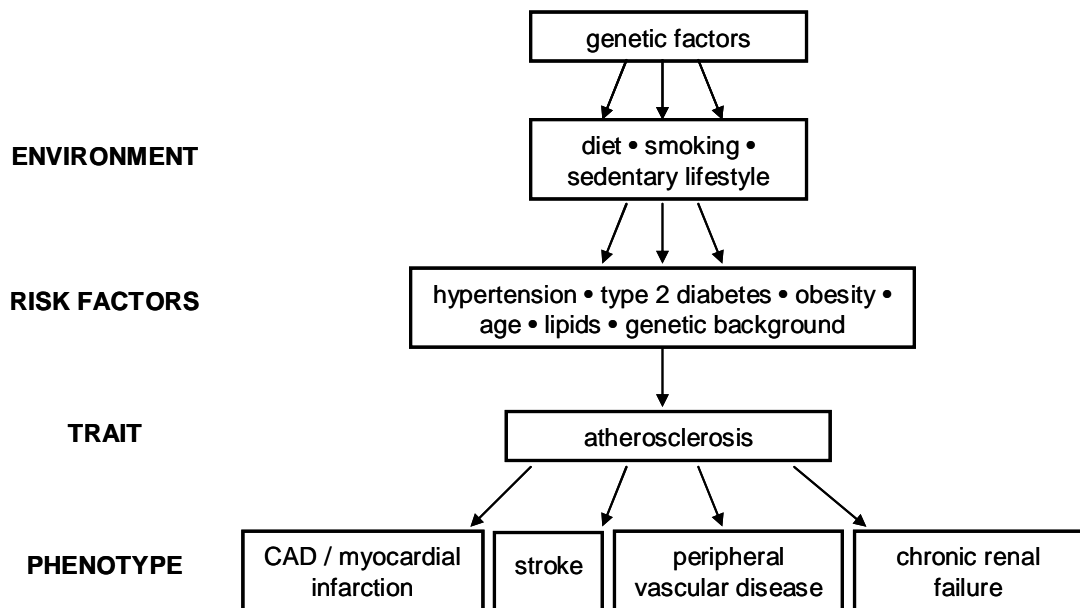 genetic factors
ENVIRONMENT
diet • smoking •
sedentary lifestyle
RISK FACTORS
hypertension • type 2 diabetes • obesity •
age • lipids • genetic background
TRAIT
atherosclerosis
PHENOTYPE
CAD / myocardial
infarction
stroke
peripheral
vascular disease
chronic renal
failure